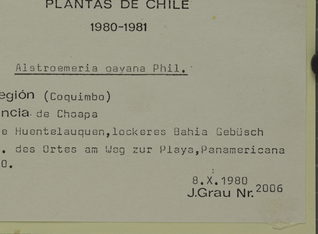 PLANTAS DE CHILE
1980-1981
Alstroemeria oayana Phil.
egión (Coquimbo)
ncia de Choapa
e Huentelauquen,lockeres Bahia Gebüsch
. des Ortes am Weg zur Playa,Panamericana
0.
8.X.1980
J.Grau Nr.2006